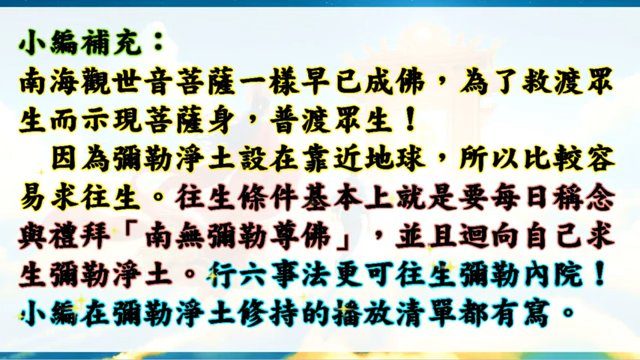 小編補充：
南海觀世音菩薩一樣早已成佛，為了救渡眾
生而示現菩薩身，普渡眾生！
因為彌勒淨土設在靠近地球，所以比較容
易求往生。往生條件基本上就是要每日稱念
與禮拜「南無彌勒尊佛」，並且迴向自己求
生彌勒淨土。行六事法更可往生彌勒內院！
小編在彌勒淨土修持的播放清單都有寫。